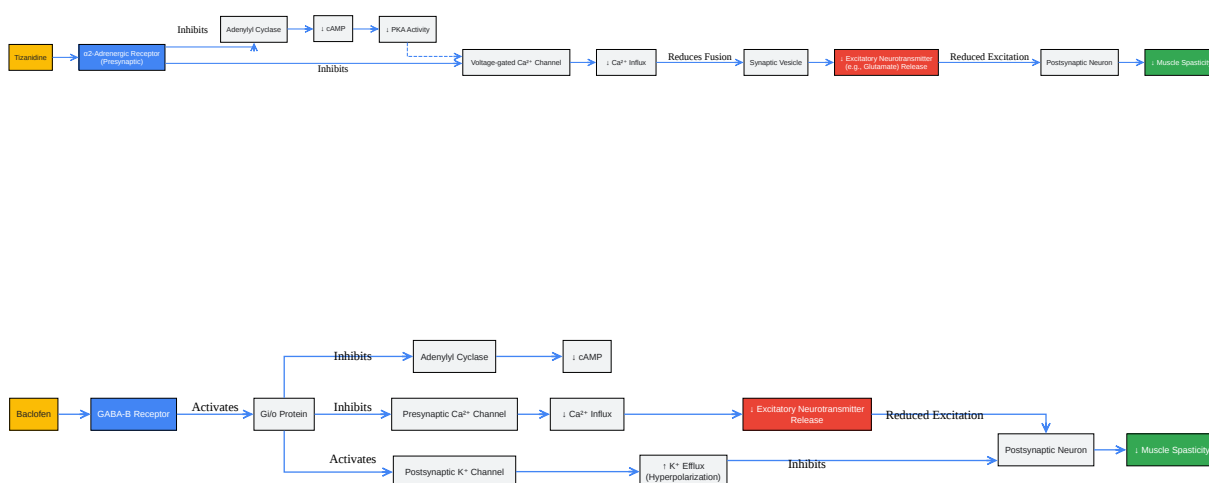 Inhibits
Adenylyl Cyclase
↓ cAMP
↓ PKA Activity
Tizanidine
α2-Adrenergic Receptor
(Presynaptic)
Inhibits
Voltage-gated Ca²⁺ Channel
↓ Ca²⁺ Influx
Reduces Fusion
Synaptic Vesicle
↓ Excitatory Neurotransmitter
(e.g., Glutamate) Release
Reduced Excitation
Postsynaptic Neuron
↓ Muscle Spasticity
Inhibits
Adenylyl Cyclase
↓ cAMP
Baclofen
GABA-B Receptor
Activates
Gi/o Protein
Inhibits
Presynaptic Ca²⁺ Channel
↓ Ca²⁺ Influx
↓ Excitatory Neurotransmitter
Release
Reduced Excitation
Activates
Postsynaptic K⁺ Channel
↑ K⁺ Efflux
(Hyperpolarization)
Inhibits
Postsynaptic Neuron
↓ Muscle Spasticity